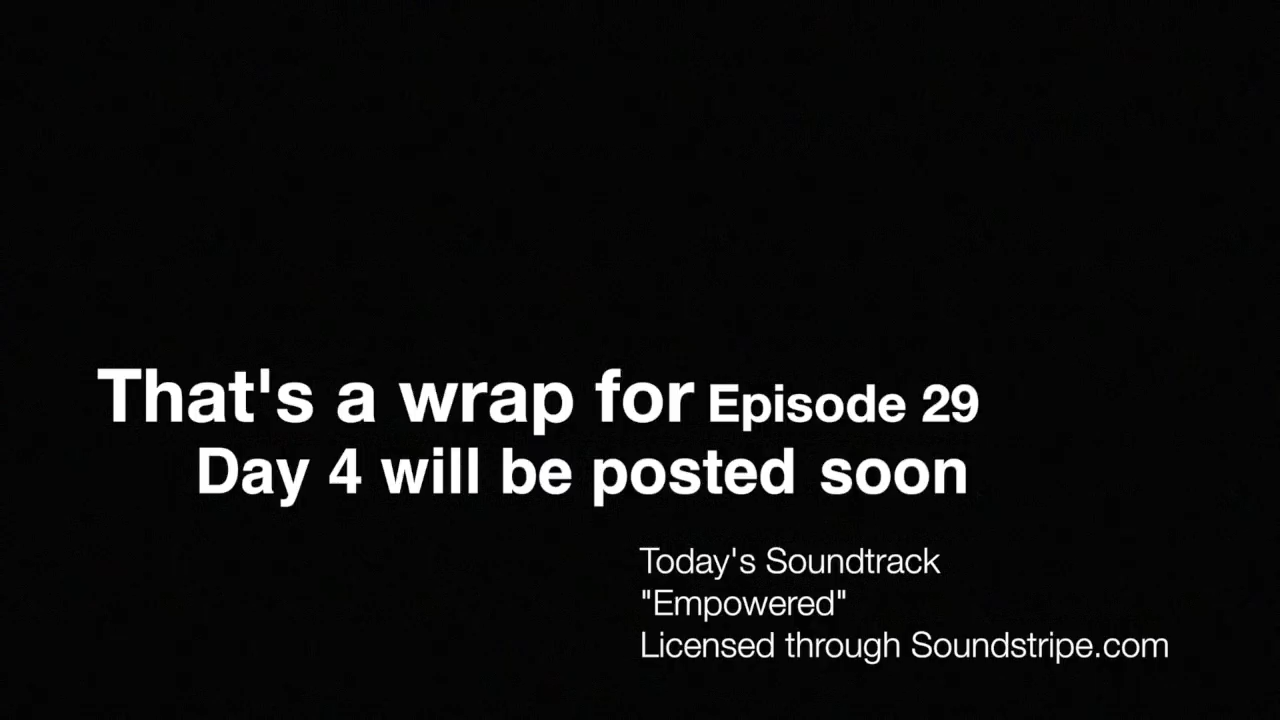 That's a wrap for Episode 29
Day 4 will be posted soon
Today's Soundtrack
"Empowered"
Licensed through Soundstripe.com